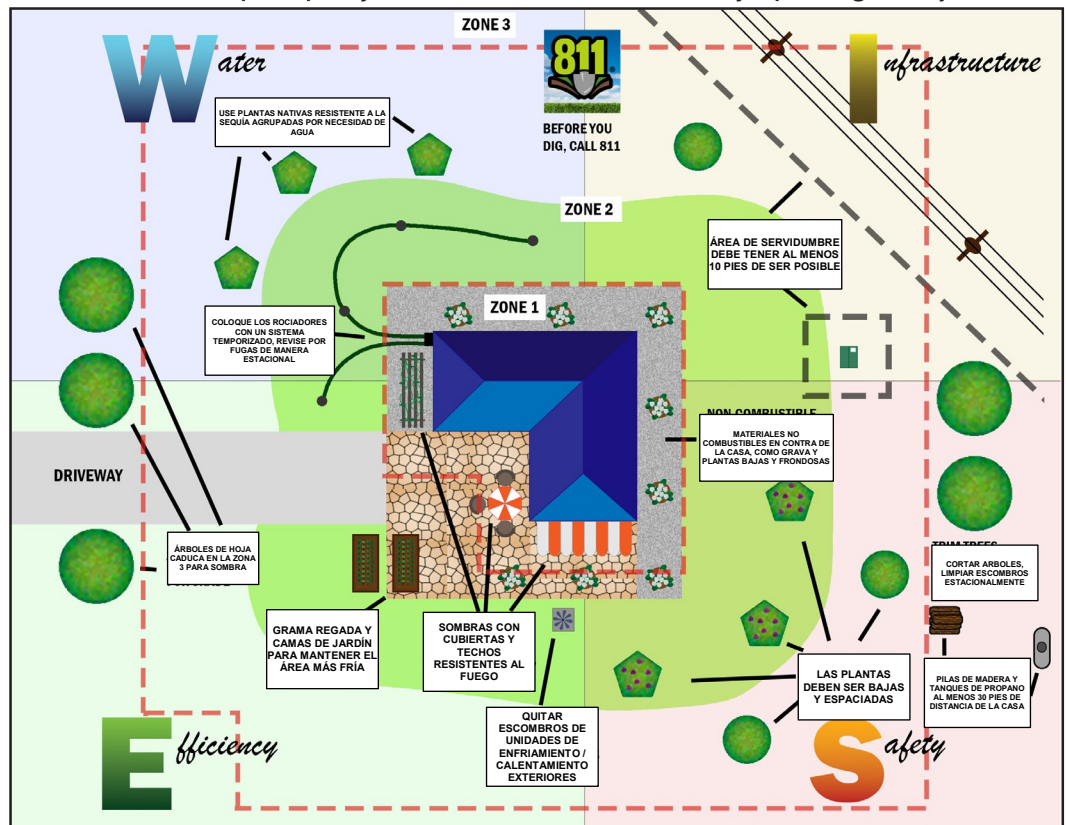 ZONE 3
Water
Infrastructure
811
BEFORE YOU
DIG, CALL 811
USE PLANTAS NATIVAS RESISTENTE A LA
SEQUÍA AGRUPADAS POR NECESIDAD DE
AGUA
ZONE 2
ÁREA DE SERVIDUMBRE
DEBE TENER AL MENOS
10 PIES DE SER POSIBLE
ZONE 1
COLOQUE LOS ROCIADORES
CON UN SISTEMA
TEMPORIZADO, REVISE POR
FUGAS DE MANERA
ESTACIONAL
NON COMBUSTIBLE
MATERIALES NO
COMBUSTIBLES EN CONTRA DE
LA CASA, COMO GRAVA Y
PLANTAS BAJAS Y FRONDOSAS
DRIVEWAY
ÁRBOLES DE HOJA
CADUCA EN LA ZONA
3 PARA SOMBRA
TRIM TREES
CORTAR ARBOLES,
LIMPIAR ESCOMBROS
ESTACIONALMENTE
GRAMA REGADA Y
CAMAS DE JARDÍN
PARA MANTENER EL
ÁREA MÁS FRÍA
SOMBRAS CON
CUBIERTAS Y
TECHOS
RESISTENTES AL
FUEGO
LAS PLANTAS
DEBEN SER BAJAS
Y ESPACIADAS
PILAS DE MADERA Y
TANQUES DE PROPANO
AL MENOS 30 PIES DE
DISTANCIA DE LA CASA
QUITAR
ESCOMBROS DE
UNIDADES DE
ENFRIAMIENTO /
CALENTAMIENTO
EXTERIORES
Efficiency
Safety